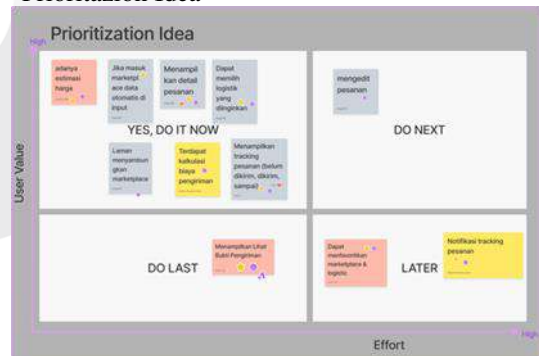 Prioritization Idea
High
adanya
estimasi
harga
Jika masuk
marketpl
ace data
otomatis di
input
Menampil
kan detail
pesanan
Dapat
memilih
logistik
yang
diinginkan
YES, DO IT NOW
Laman
menyambun
gkan
marketplace
Terdapat
kalkulasi
biaya
pengiriman
Menampilkan
tracking
pesanan (belum
dikirim, dikirim,
sampai)
mengedit
pesanan
DO NEXT
User Value
DO LAST
Menampilkan Lihat
Bukti Pengiriman
Dapat
memfavoritkan
marketplace &
logistic
LATER
Notifikasi tracking
pesanan
Effort
High